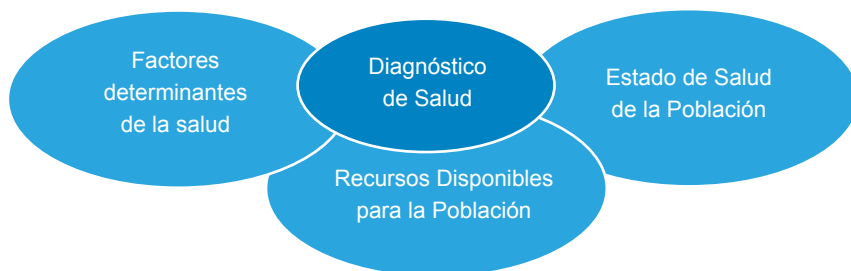 Factores
determinantes
de la salud
Diagnóstico
de Salud
Estado de Salud
de la Población
Recursos Disponibles
para la Población